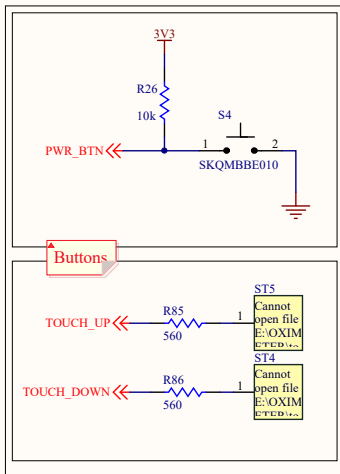 3V3
R26
10k
S4
PWR_BTN
1
2
SKQMBBE010
Buttons
ST5
TOUCH_UP
R85
560
1
Cannot
open file
E:\OXIM
ST4
TOUCH_DOWN
R86
560
1
Cannot
open file
E:\OXIM